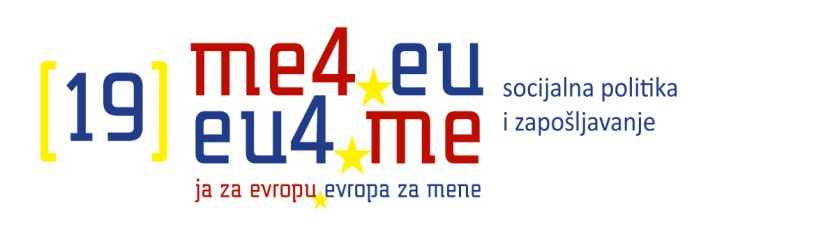 [19]
me4.eu
eu4.me
ja za evropu.evropa za mene
socijalna politika
i zapošljavanje